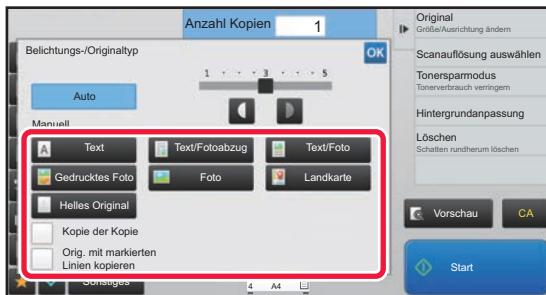 Anzahl Kopien 1
Belichtungs-/Originaltyp
OK
1 3 5
Auto
Manuell
A Text
Text/Fotoabzug
Text/Foto
Gedrucktes Foto
Foto
Landkarte
Helles Original
Kopie der Kopie
Orig. mit markierten
Linien kopieren
Sonstiges
4 A4
Original
Größe/Ausrichtung ändern
Scanauflösung auswählen
Tonersparmodus
Tonerverbrauch verringern
Hintergrundanpassung
Löschen
Schatten rundherum löschen
Vorschau
CA
Start